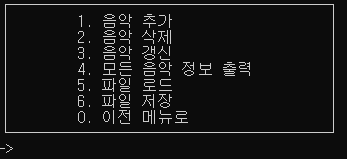 1. 음악 추가
2. 음악 삭제
3. 음악 갱신
4. 모든 음악 정보 출력
5. 파일 로드
6. 파일 저장
0. 이전 메뉴로
->